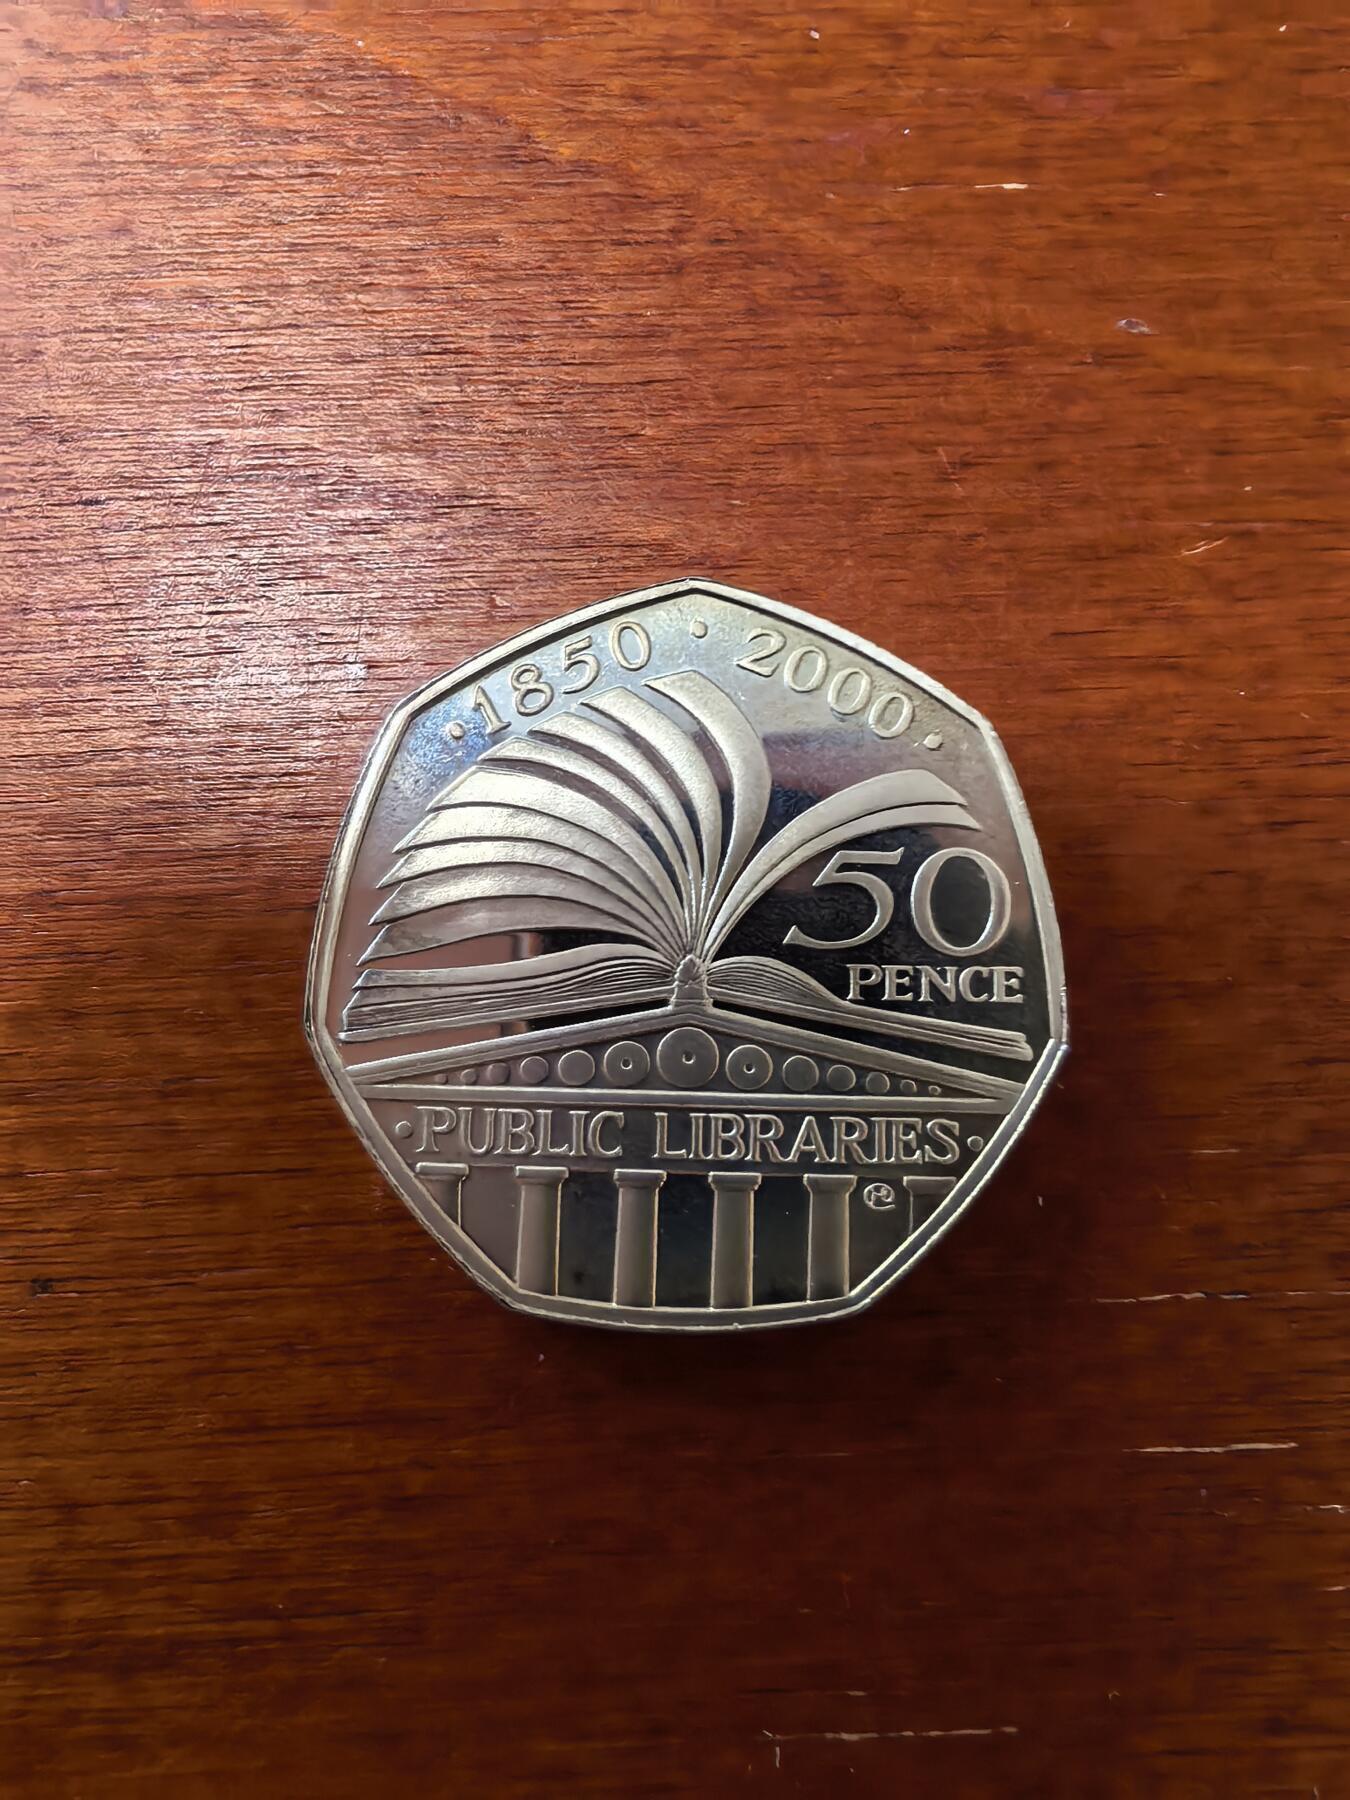 ·1850 · 2000·
50
PENCE
·PUBLIC LIBRARIES·